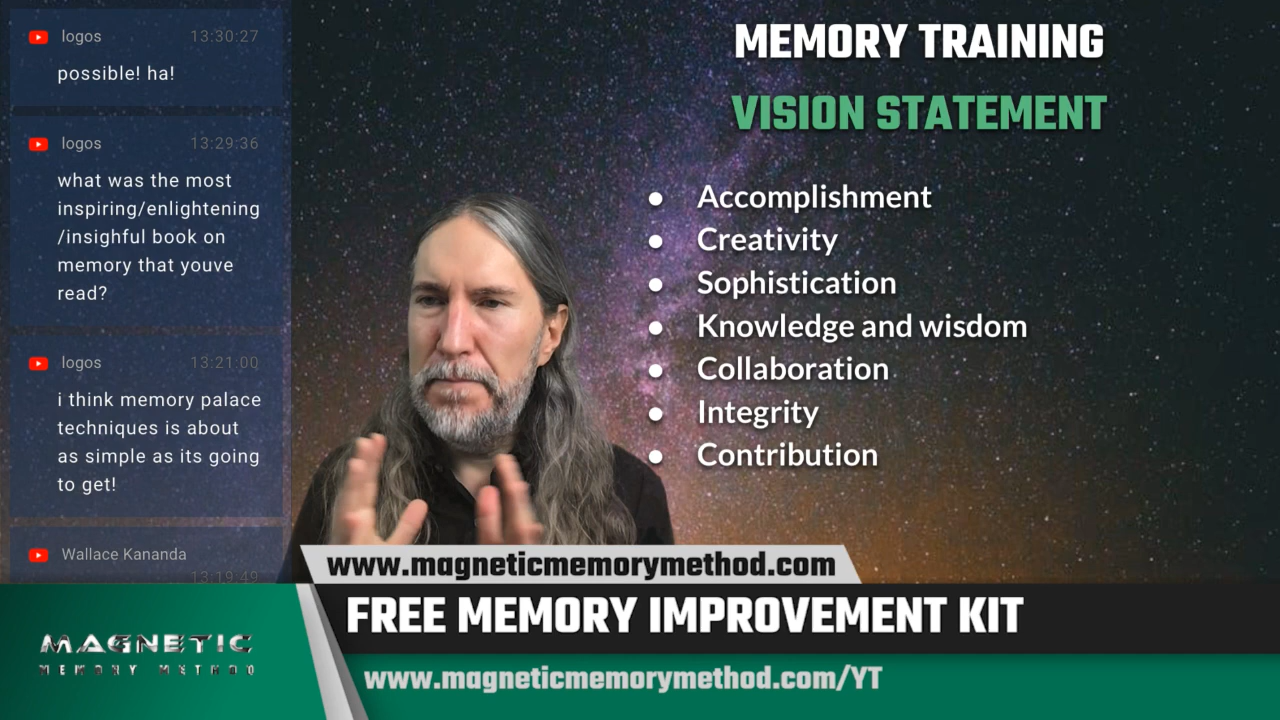 logos 13:30:27
possible! ha!
logos 13:29:36
what was the most
inspiring/enlightening
/insightful book on
memory that youve
read?
logos 13:21:00
i think memory palace
techniques is about
as simple as its going
to get!
Wallace Kananda
13:19:49
MEMORY TRAINING
VISION STATEMENT
● Accomplishment
● Creativity
● Sophistication
● Knowledge and wisdom
● Collaboration
● Integrity
● Contribution
www.magneticmemorymethod.com
FREE MEMORY IMPROVEMENT KIT
www.magneticmemorymethod.com/YT
MAGNETIC
MEMORY METHOD